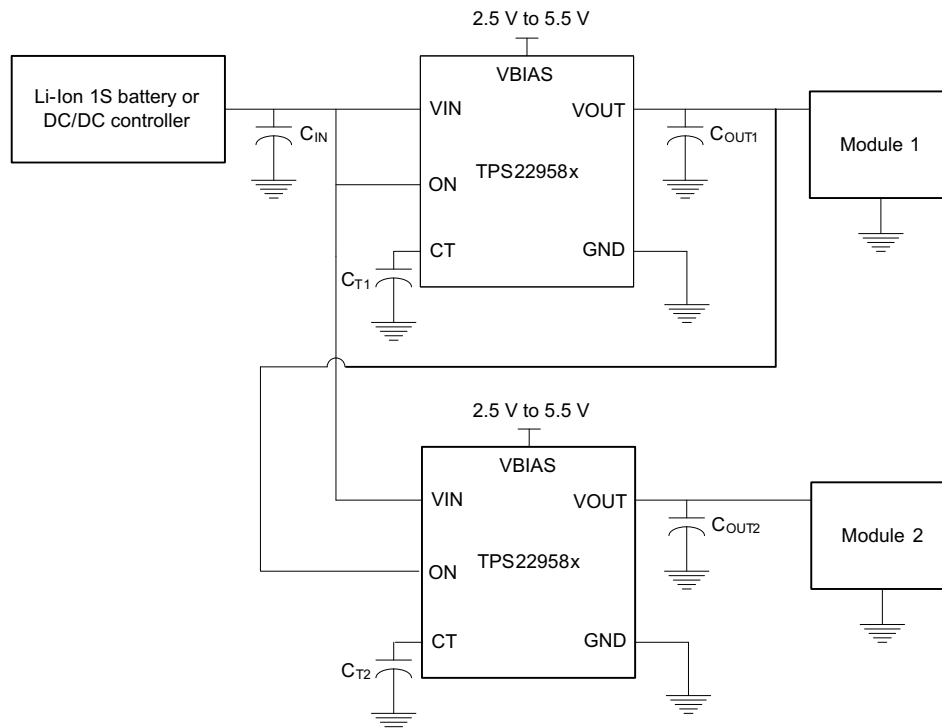 2.5 V to 5.5 V
VBIAS
Li-Ion 1S battery or
DC/DC controller
VIN
VOUT
CIN
COUT1
Module 1
ON
TPS22958x
CT
GND
CT1
2.5 V to 5.5 V
VBIAS
VIN
VOUT
COUT2
Module 2
ON
TPS22958x
CT
GND
CT2